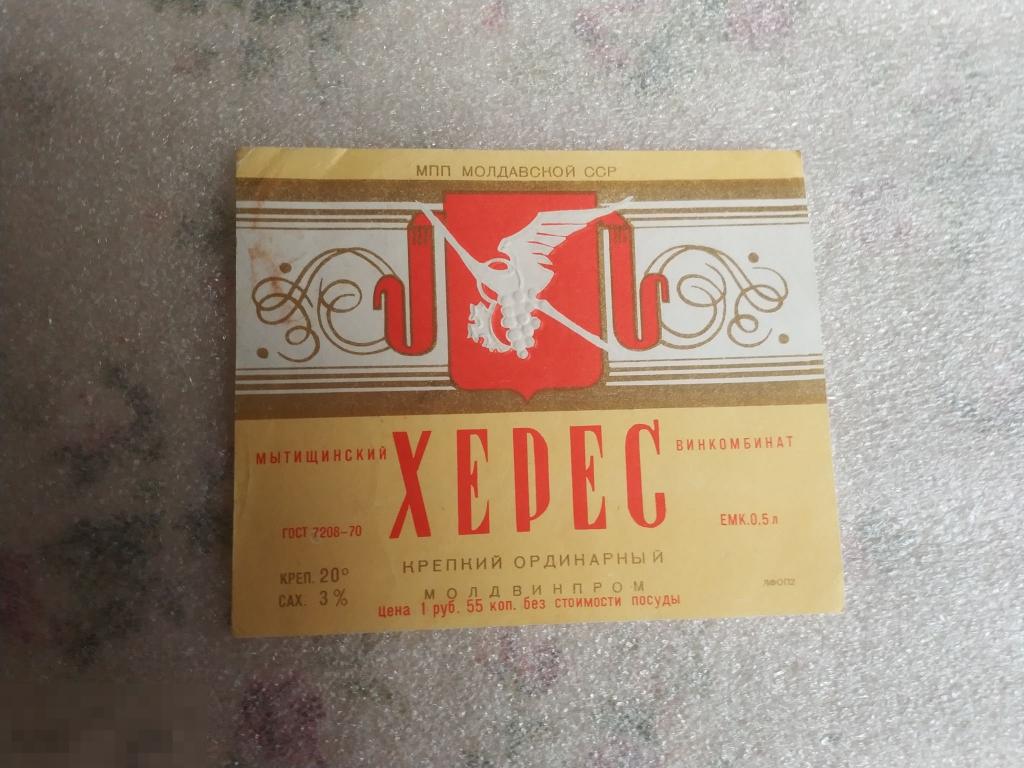 МПП МОЛДАВСКОЙ ССР
МЫТИЩИНСКИЙ ХЕРЕС ВИНКОМБИНАТ
ГОСТ 7208-70 ЕМК.0,5 л
КРЕПКИЙ ОРДИНАРНЫЙ
КРЕП. 20° МОЛДВИНПРОМ ЛФОП2
САХ. 3% Цена 1 руб. 55 коп. без стоимости посуды